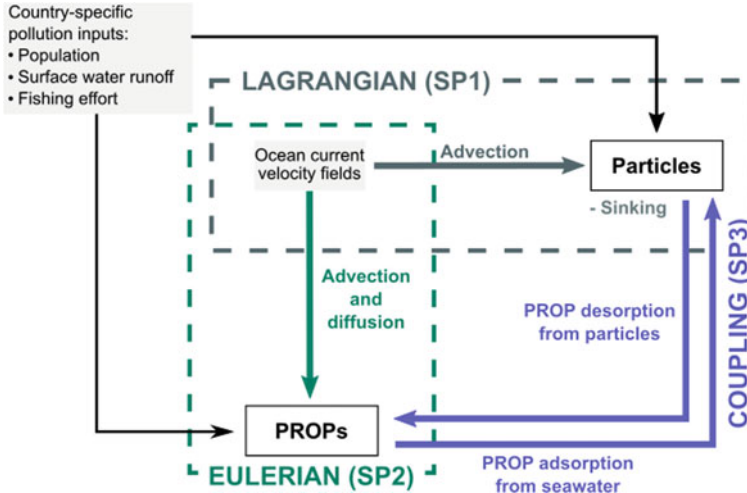 Country-specific
pollution inputs:
• Population
• Surface water runoff
• Fishing effort
LAGRANGIAN (SP1)
Ocean current
velocity fields
Advection
Particles
- Sinking
Advection
and
diffusion
PROP desorption
from particles
COUPLING (SP3)
PROPs
EULERIAN (SP2)
PROP adsorption
from seawater